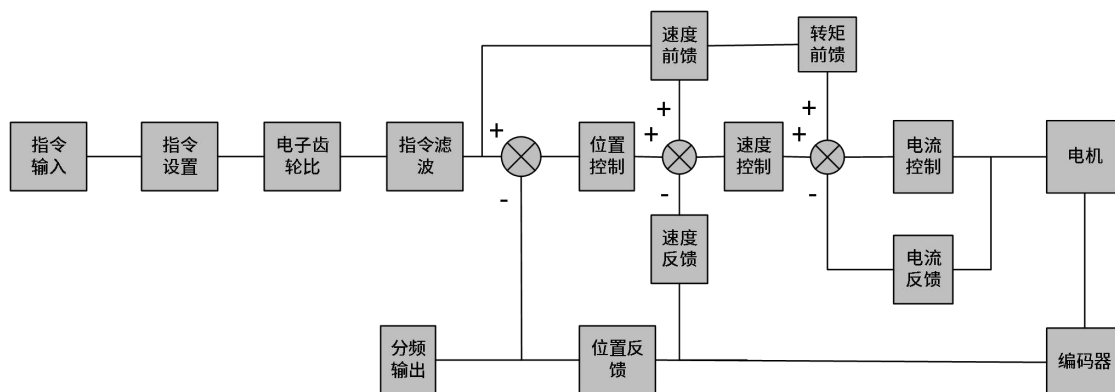 速度
前馈
转矩
前馈
+
+
+
+
+
指令
输入
指令
设置
电子齿
轮比
指令滤
波
位置
控制
速度
控制
电流
控制
电机
-
-
-
速度
反馈
电流
反馈
分频
输出
位置反
馈
编码器